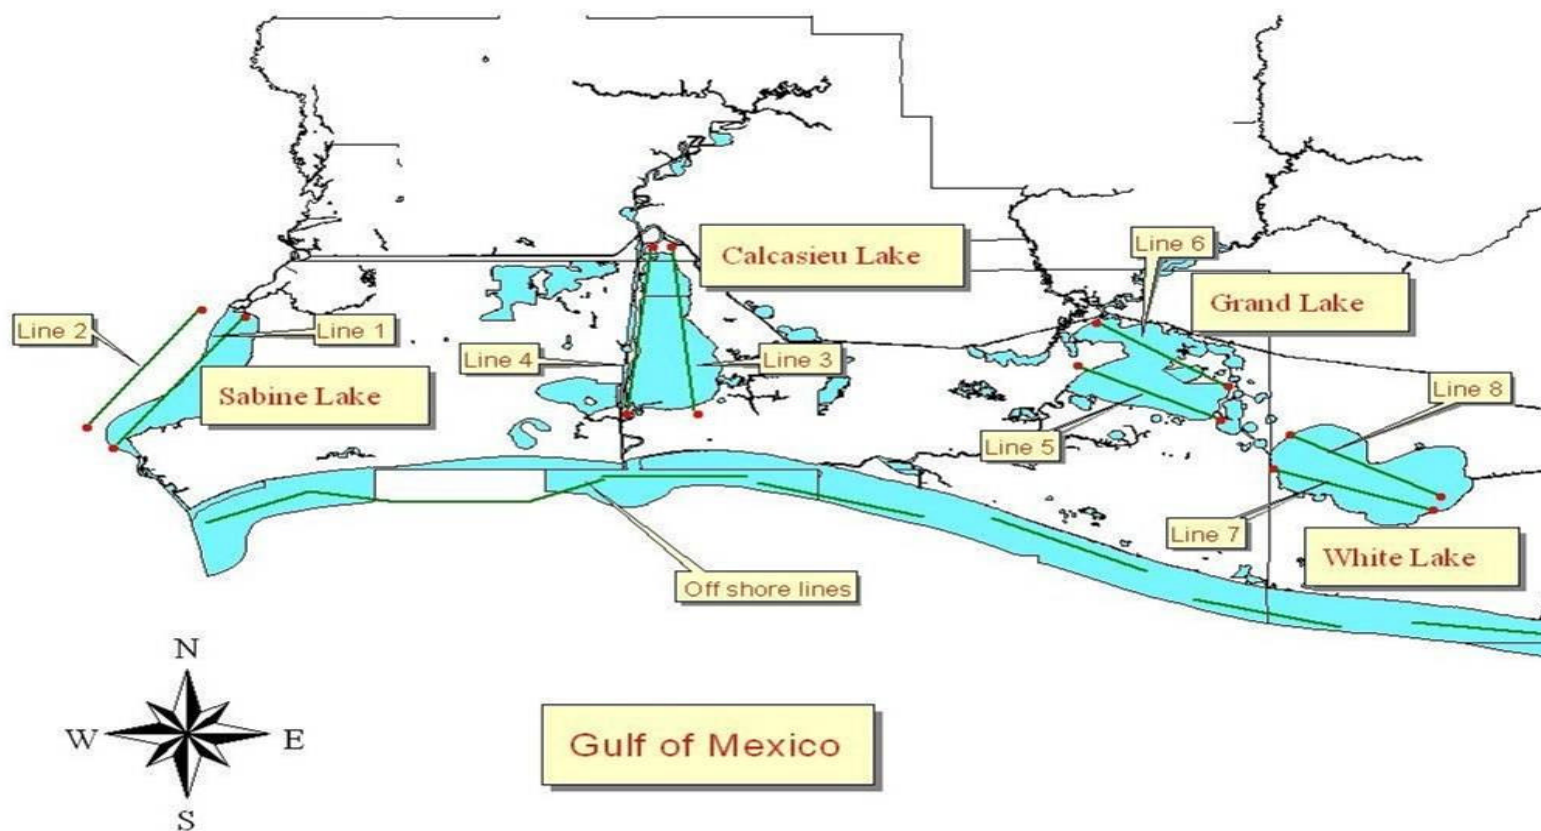 Line 6
Calcasieu Lake
Grand Lake
Line 2
Line 1
Line 4
Line 3
Sabine Lake
Line 8
Line 5
Line 7
White Lake
Off shore lines
N
W
E
S
Gulf of Mexico